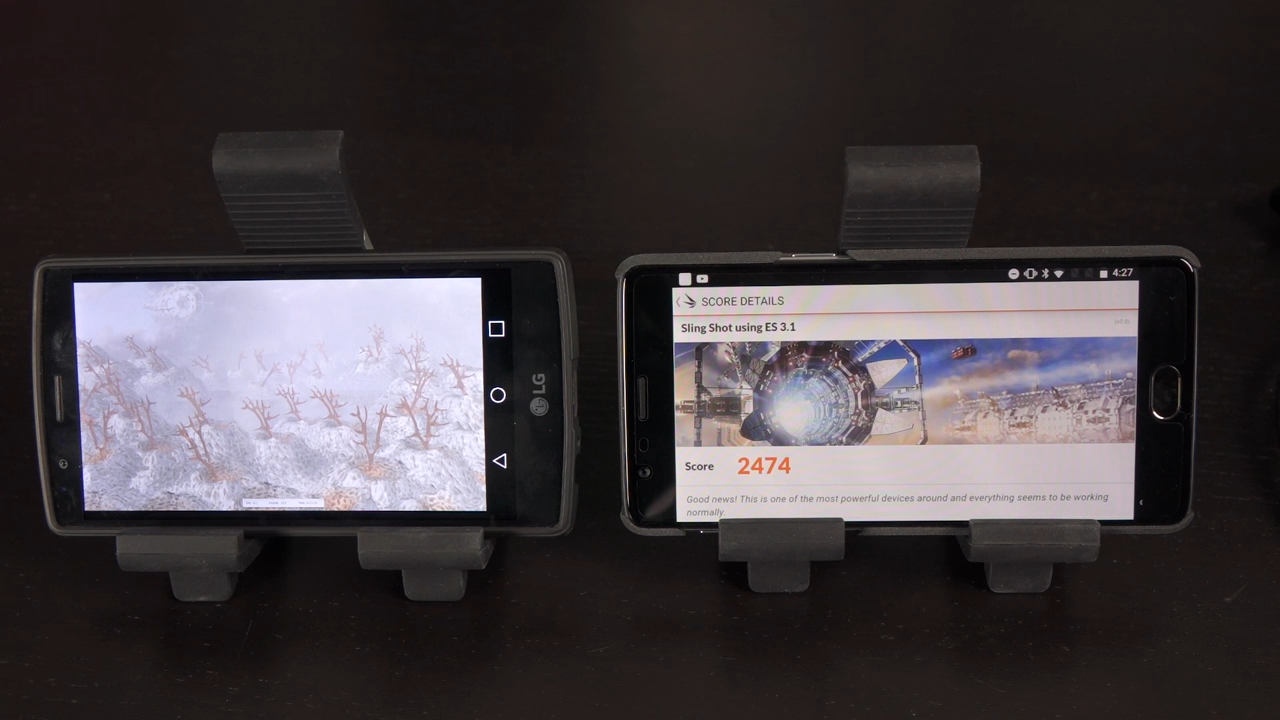 LG
4:27
SCORE DETAILS
Sling Shot using ES 3.1
Score 2474
Good news! This is one of the most powerful devices around and everything seems to be working
normally.